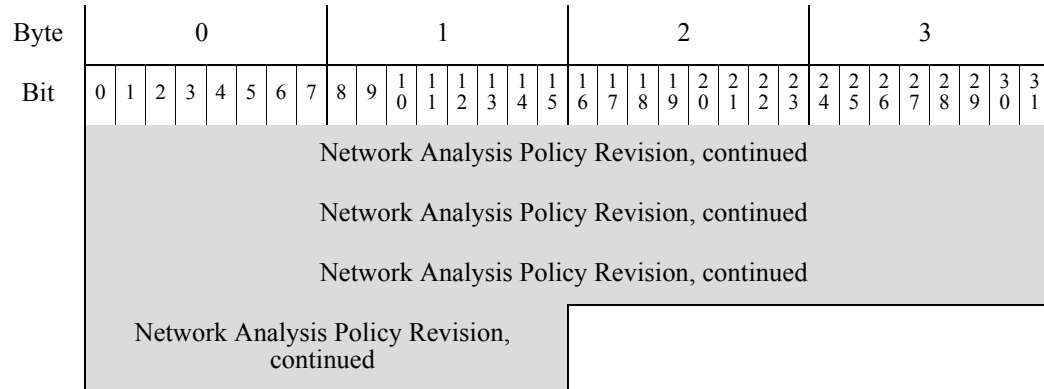 Byte 0 1 2 3
Bit 0 1 2 3 4 5 6 7 8 9 10 11 12 13 14 15 16 17 18 19 20 21 22 23 24 25 26 27 28 29 30 31
Network Analysis Policy Revision, continued
Network Analysis Policy Revision, continued
Network Analysis Policy Revision, continued
Network Analysis Policy Revision,
continued